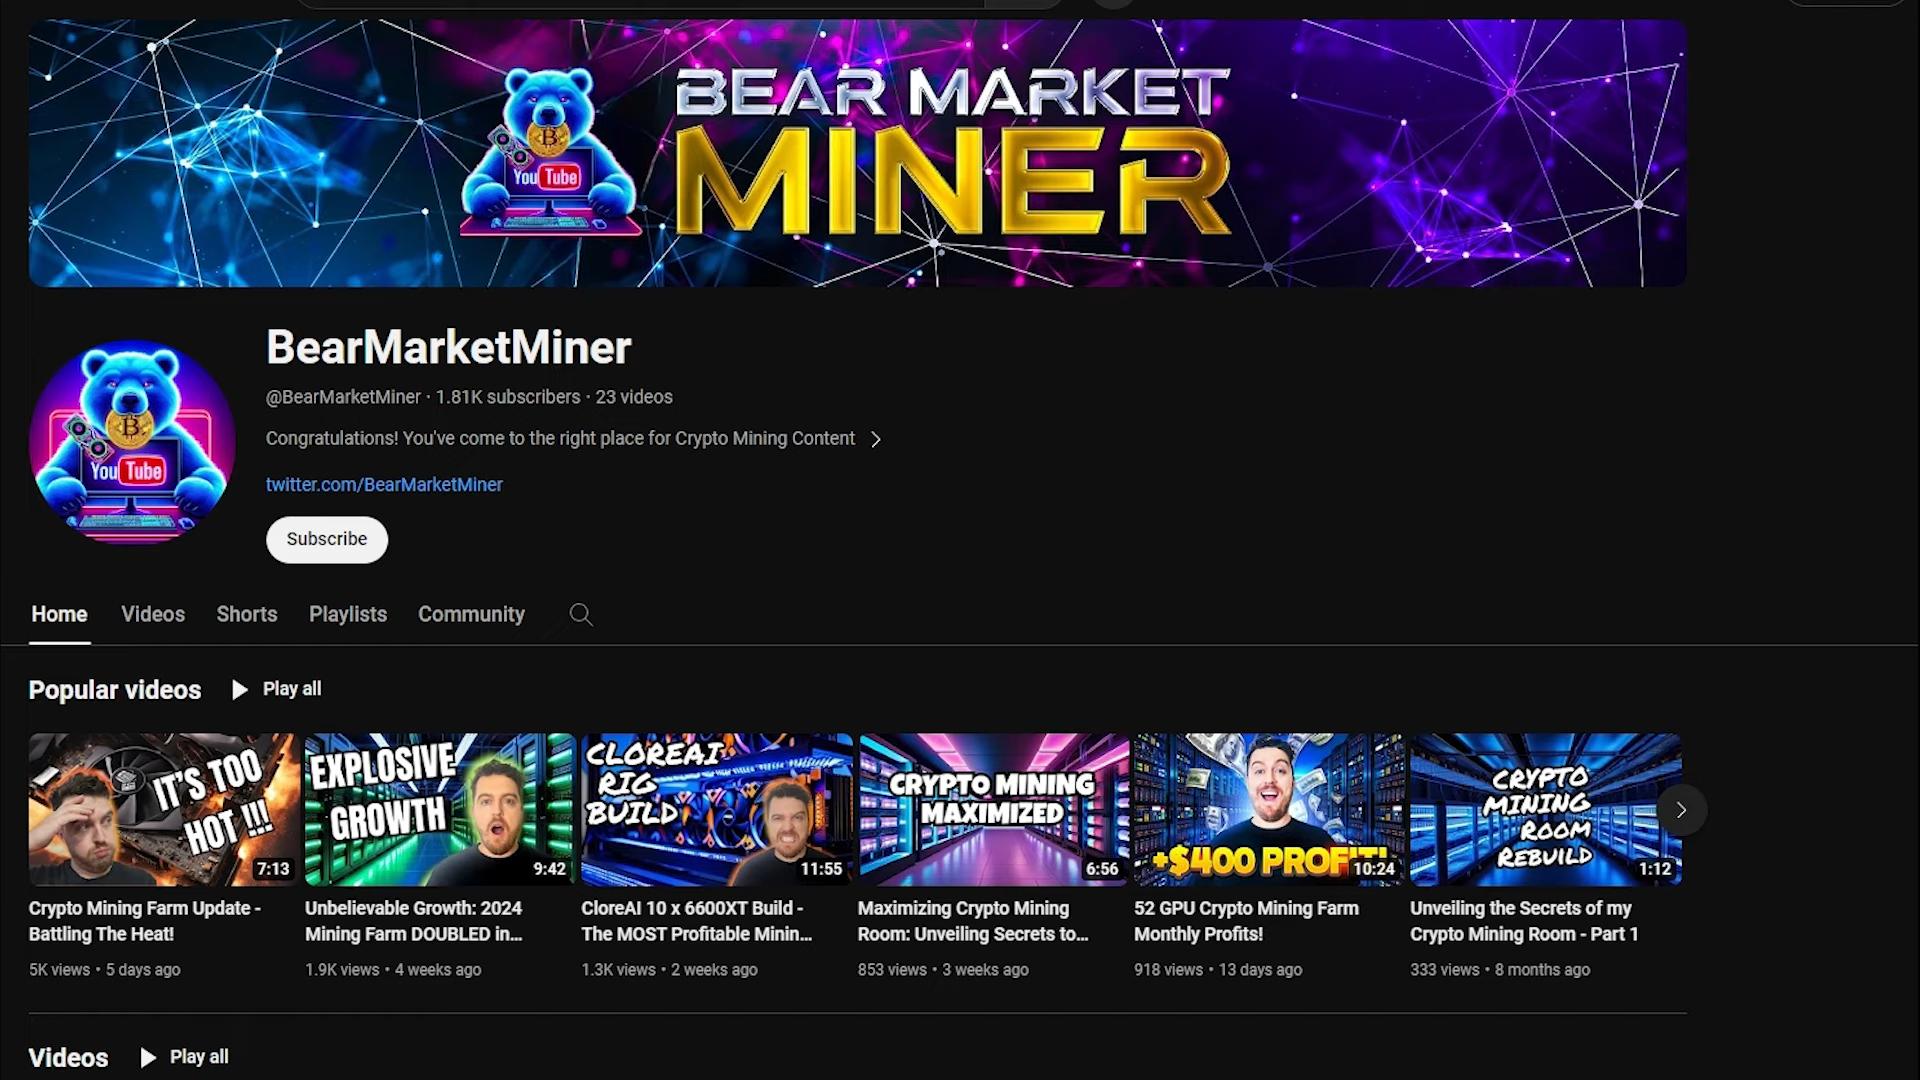 BEAR MARKET
MINER
You Tube
BearMarketMiner
@BearMarketMiner · 1.81K subscribers · 23 videos
Congratulations! You've come to the right place for Crypto Mining Content
twitter.com/BearMarketMiner
You Tube
Subscribe
Home Videos Shorts Playlists Community
Popular videos Play all
IT'S TOO
HOT !!!
7:13
EXPLOSIVE
GROWTH
9:42
CLOREAI
RIG
BUILD
11:55
CRYPTO MINING
MAXIMIZED
6:56
+$400 PROFIT!
10:24
CRYPTO
MINING
ROOM
REBUILD
1:12
Crypto Mining Farm Update -
Battling The Heat!
5K views · 5 days ago
Unbelievable Growth: 2024
Mining Farm DOUBLED in...
1.9K views · 4 weeks ago
CloreAI 10 x 6600XT Build -
The MOST Profitable Minin...
1.3K views · 2 weeks ago
Maximizing Crypto Mining
Room: Unveiling Secrets to...
853 views · 3 weeks ago
52 GPU Crypto Mining Farm
Monthly Profits!
918 views · 13 days ago
Unveiling the Secrets of my
Crypto Mining Room - Part 1
333 views · 8 months ago
Videos Play all